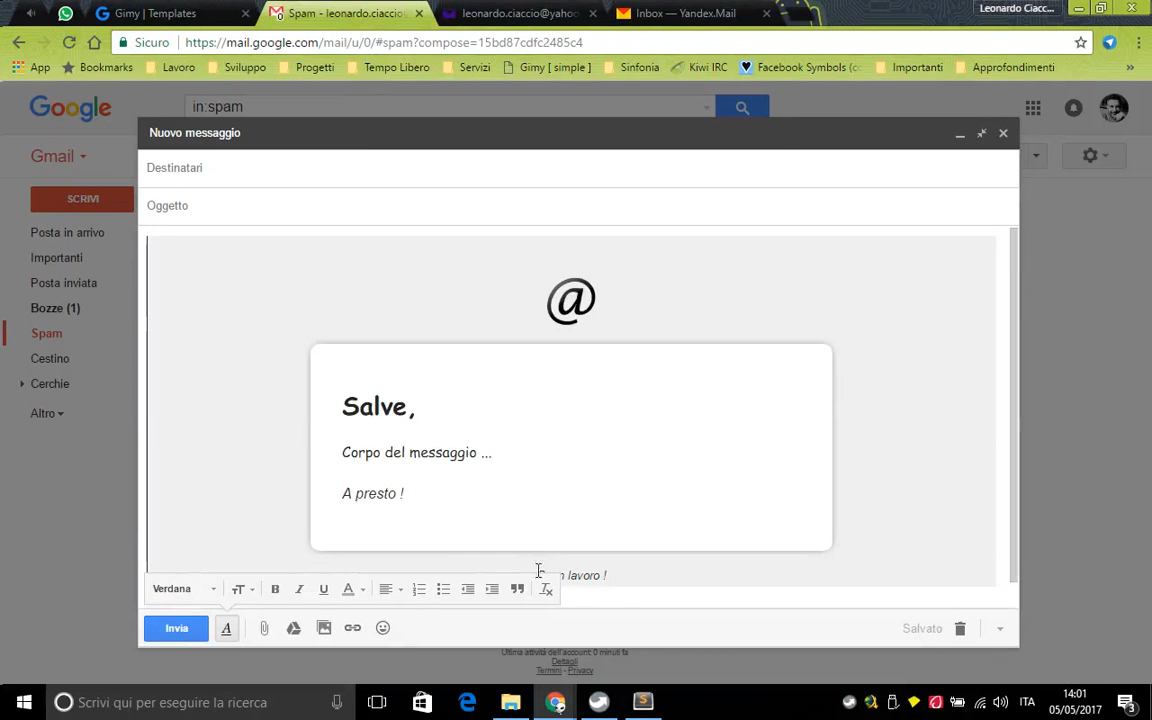 Gimy | Templates
Spam - leonardo.ciaccio
leonardo.ciaccio@yaho
Inbox — Yandex.Mail
Leonardo Ciacc...
Sicuro
https://mail.google.com/mail/u/0/#spam?compose=15bd87cdfc2485c4
App
Bookmarks
Lavoro
Sviluppo
Progetti
Tempo Libero
Servizi
Gimy [ simple ]
Sinfonia
Kiwi IRC
Facebook Symbols (c
Importanti
Approfondimenti
»
Google
in:spam
Gmail
SCRIVI
Posta in arrivo
Importanti
Posta inviata
Bozze (1)
Spam
Cestino
Cerchie
Altro
Nuovo messaggio
Destinatari
Oggetto
@
Salve,
Corpo del messaggio ...
A presto !
lavoro !
Verdana
Invia
Salvato
Ultima attività dell'account: 0 minuti fa
Dettagli
Termini - Privacy
Scrivi qui per eseguire la ricerca
ITA
14:01
05/05/2017
3